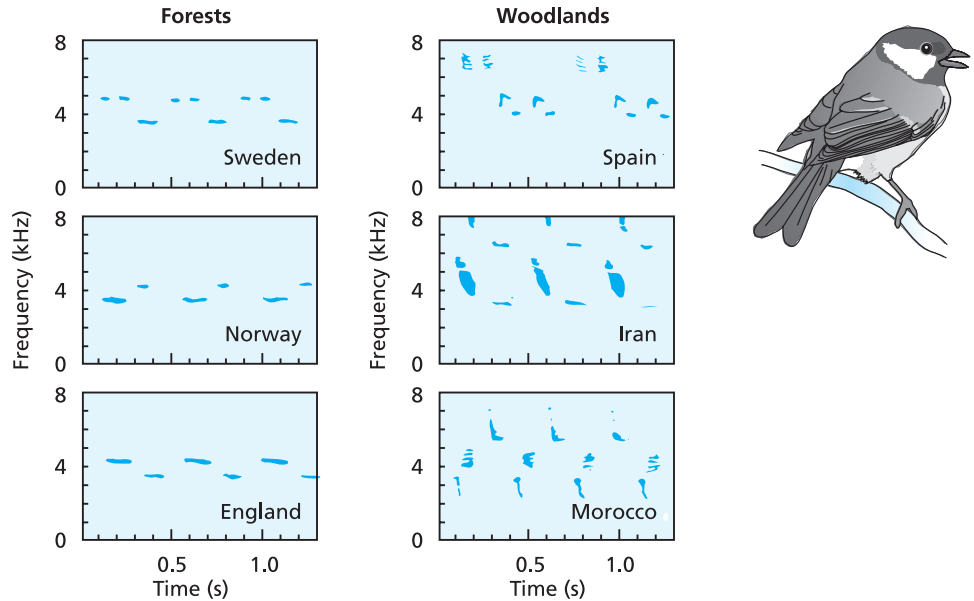 Forests
8
4
0
Sweden
8
4
0
Norway
8
4
0
England
0.5 1.0
Time (s)
Frequency (kHz)
Woodlands
8
4
0
Spain
8
4
0
Iran
8
4
0
Morocco
0.5 1.0
Time (s)
Frequency (kHz)